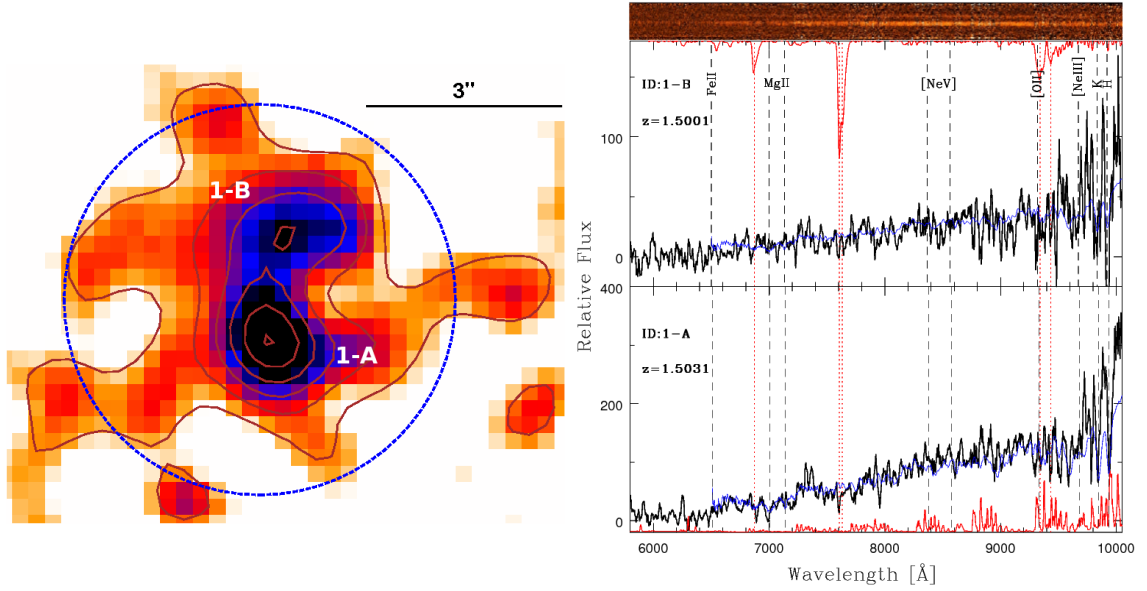 3"
1-B
1-A
ID:1-B
z=1.5001
FeII
MgII
[NeV]
[OII]
[NeIII]
K
H
100
0
ID:1-A
z=1.5031
400
200
0
Relative Flux
6000 7000 8000 9000 10000
Wavelength [Å]